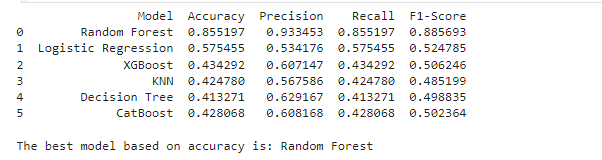 Model Accuracy Precision Recall F1-Score
0 Random Forest 0.855197 0.933453 0.855197 0.885693
1 Logistic Regression 0.575455 0.534176 0.575455 0.524785
2 XGBoost 0.434292 0.607147 0.434292 0.506246
3 KNN 0.424780 0.567586 0.424780 0.485199
4 Decision Tree 0.413271 0.629167 0.413271 0.498835
5 CatBoost 0.428068 0.608168 0.428068 0.502364
The best model based on accuracy is: Random Forest